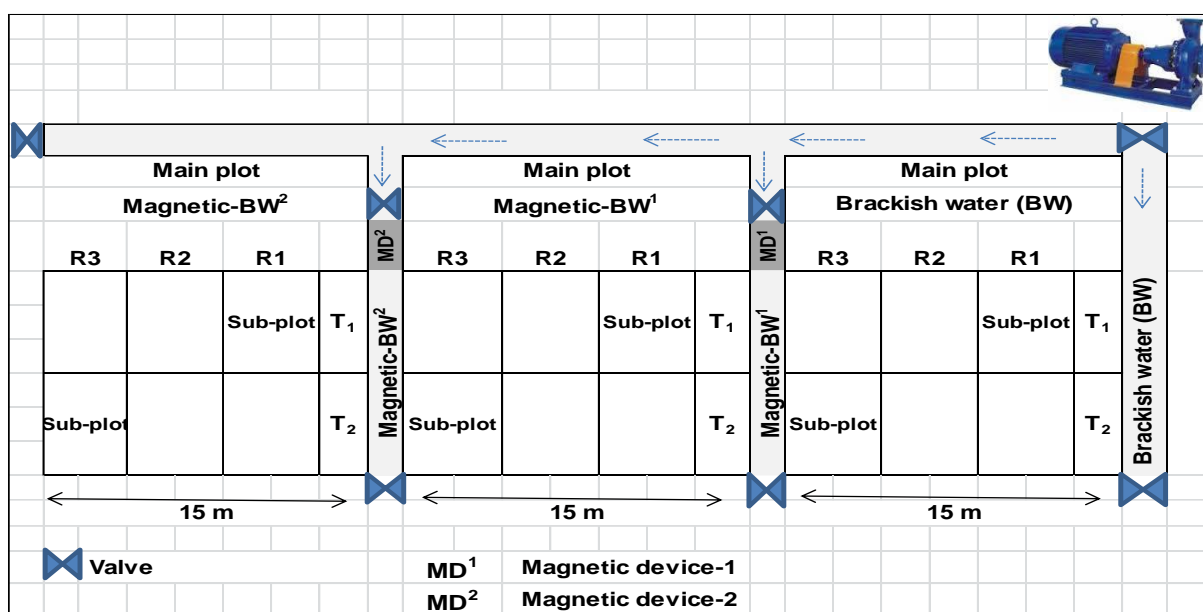 Main plot Main plot Main plot
Magnetic-BW² Magnetic-BW¹ Brackish water (BW)
MD² MD¹
R3 R2 R1 R3 R2 R1 R3 R2 R1
Sub-plot T₁ Sub-plot T₁ Sub-plot T₁
Magnetic-BW² Magnetic-BW¹ Brackish water (BW)
Sub-plot T₂ Sub-plot T₂ Sub-plot T₂
15 m 15 m 15 m
Valve MD¹ Magnetic device-1
MD² Magnetic device-2